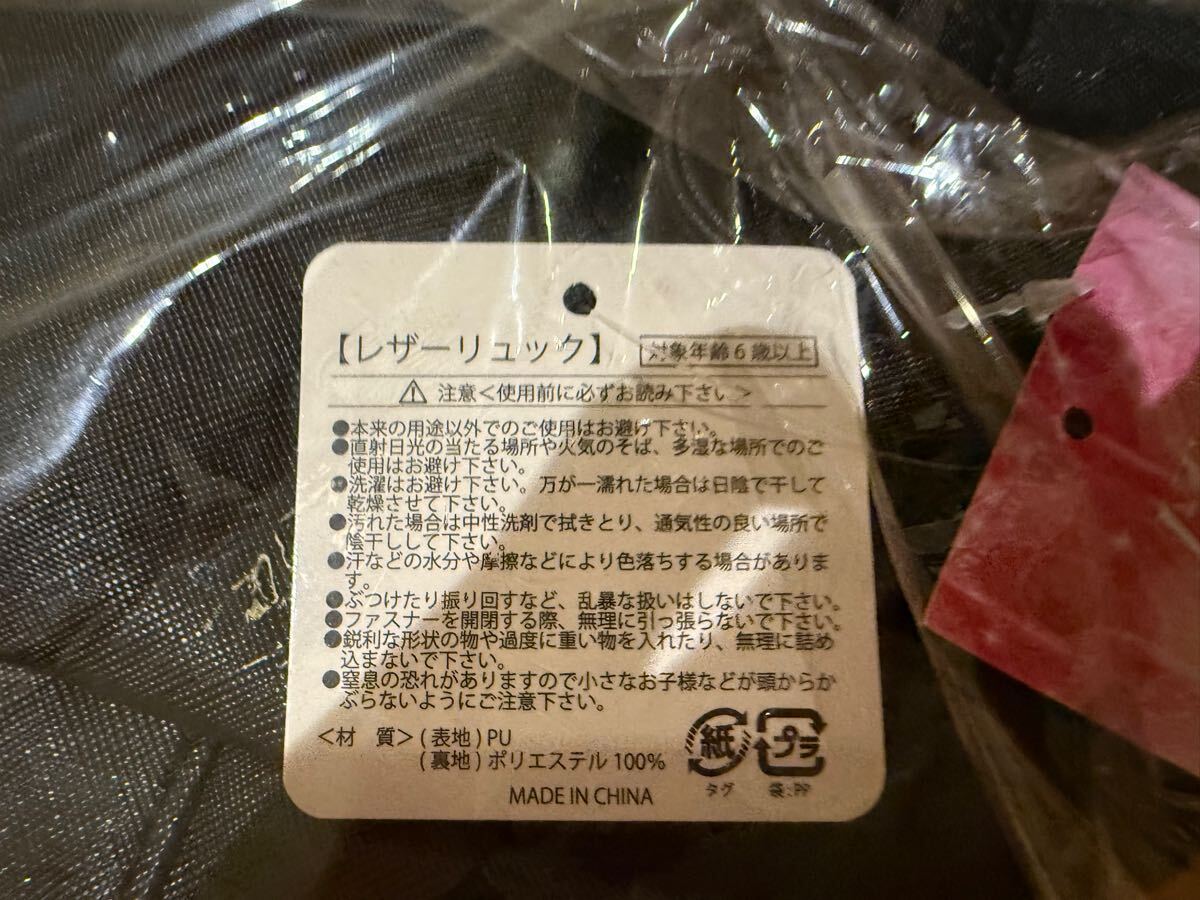 【レザーリュック】 対象年齢6歳以上
⚠ 注意<使用前に必ずお読み下さい>
●本来の用途以外でのご使用はお避け下さい。
●直射日光の当たる場所や火気のそば、多湿な場所でのご
使用はお避け下さい。
●洗濯はお避け下さい。万が一濡れた場合は日陰で干して
乾燥させて下さい。
●汚れた場合は中性洗剤で拭きとり、通気性の良い場所で
陰干しして下さい。
●汗などの水分や摩擦などにより色落ちする場合がありま
す。
●ぶつけたり振り回すなど、乱暴な扱いはしないで下さい。
●ファスナーを開閉する際、無理に引っ張らないで下さい。
●鋭利な形状の物や過度に重い物を入れたり、無理に詰め
込まないで下さい。
●窒息の恐れがありますので小さなお子様などが頭からか
ぶらないようにご注意下さい。
<材 質>(表地)PU
(裏地)ポリエステル 100%
紙 プラ
タグ 袋:PP
MADE IN CHINA